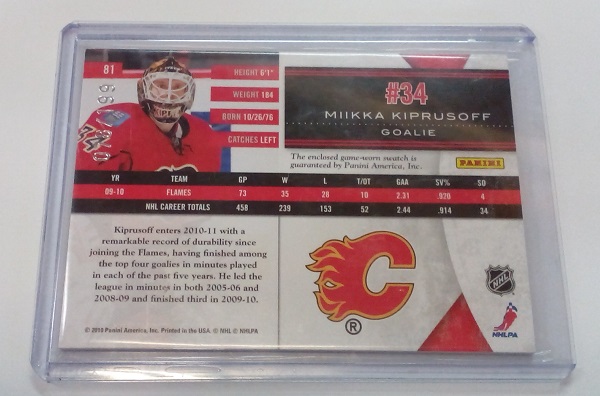 81
HEIGHT 6'1"
WEIGHT 184
BORN 10/26/76
CATCHES LEFT
#34
MIIKKA KIPRUSOFF
GOALIE
The enclosed game-worn swatch is
guaranteed by Panini America, Inc.
PANINI
YR TEAM GP W L T/OT GAA SV% SO
09-10 FLAMES 73 35 28 10 2.31 .920 4
NHL CAREER TOTALS 458 239 153 52 2.44 .914 34
Kiprusoff enters 2010-11 with a
remarkable record of durability since
joining the Flames, having finished among
the top four goalies in minutes played
in each of the past five years. He led the
league in minutes in both 2005-06 and
2008-09 and finished third in 2009-10.
C
®
NHL
NHLPA
© 2010 Panini America, Inc. Printed in the USA. © NHL © NHLPA